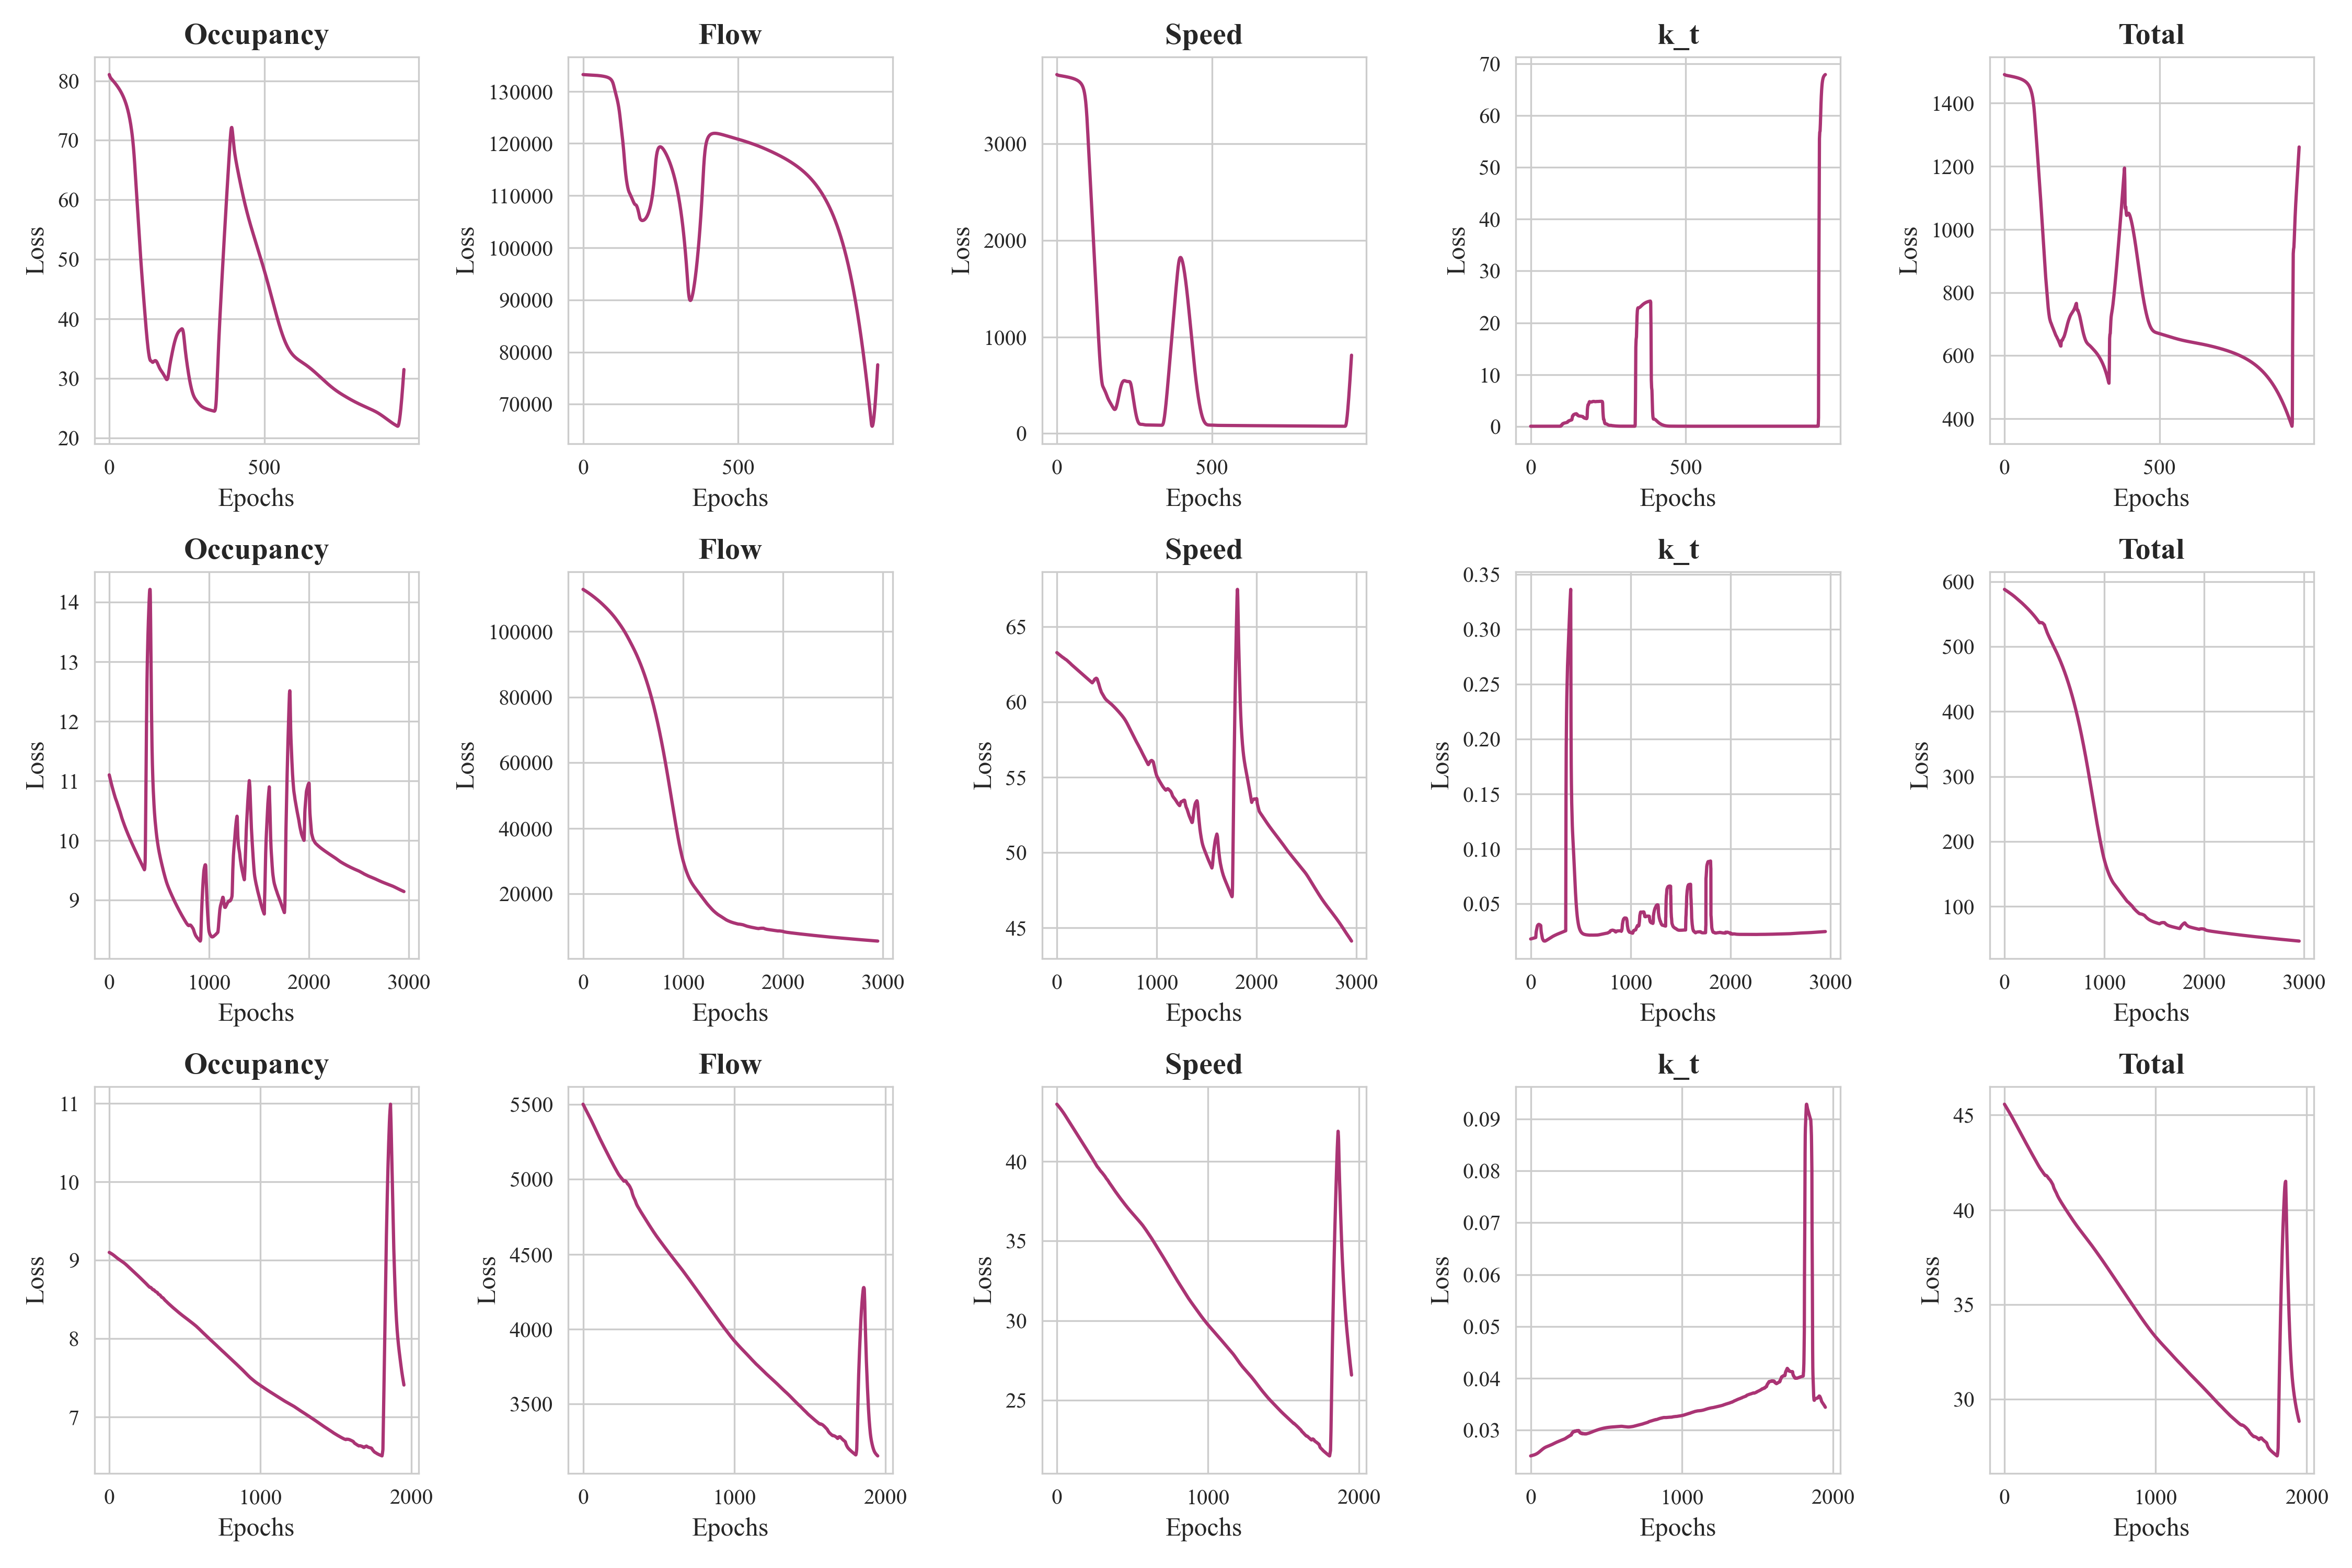 Occupancy
Loss
80
70
60
50
40
30
20
0
500
Epochs
Flow
Loss
130000
120000
110000
100000
90000
80000
70000
0
500
Epochs
Speed
Loss
3000
2000
1000
0
0
500
Epochs
k_t
Loss
70
60
50
40
30
20
10
0
0
500
Epochs
Total
Loss
1400
1200
1000
800
600
400
0
500
Epochs
Occupancy
Loss
14
13
12
11
10
9
0
1000
2000
3000
Epochs
Flow
Loss
100000
80000
60000
40000
20000
0
1000
2000
3000
Epochs
Speed
Loss
65
60
55
50
45
0
1000
2000
3000
Epochs
k_t
Loss
0.35
0.30
0.25
0.20
0.15
0.10
0.05
0
1000
2000
3000
Epochs
Total
Loss
600
500
400
300
200
100
0
1000
2000
3000
Epochs
Occupancy
Loss
11
10
9
8
7
0
1000
2000
Epochs
Flow
Loss
5500
5000
4500
4000
3500
0
1000
2000
Epochs
Speed
Loss
40
35
30
25
0
1000
2000
Epochs
k_t
Loss
0.09
0.08
0.07
0.06
0.05
0.04
0.03
0
1000
2000
Epochs
Total
Loss
45
40
35
30
0
1000
2000
Epochs